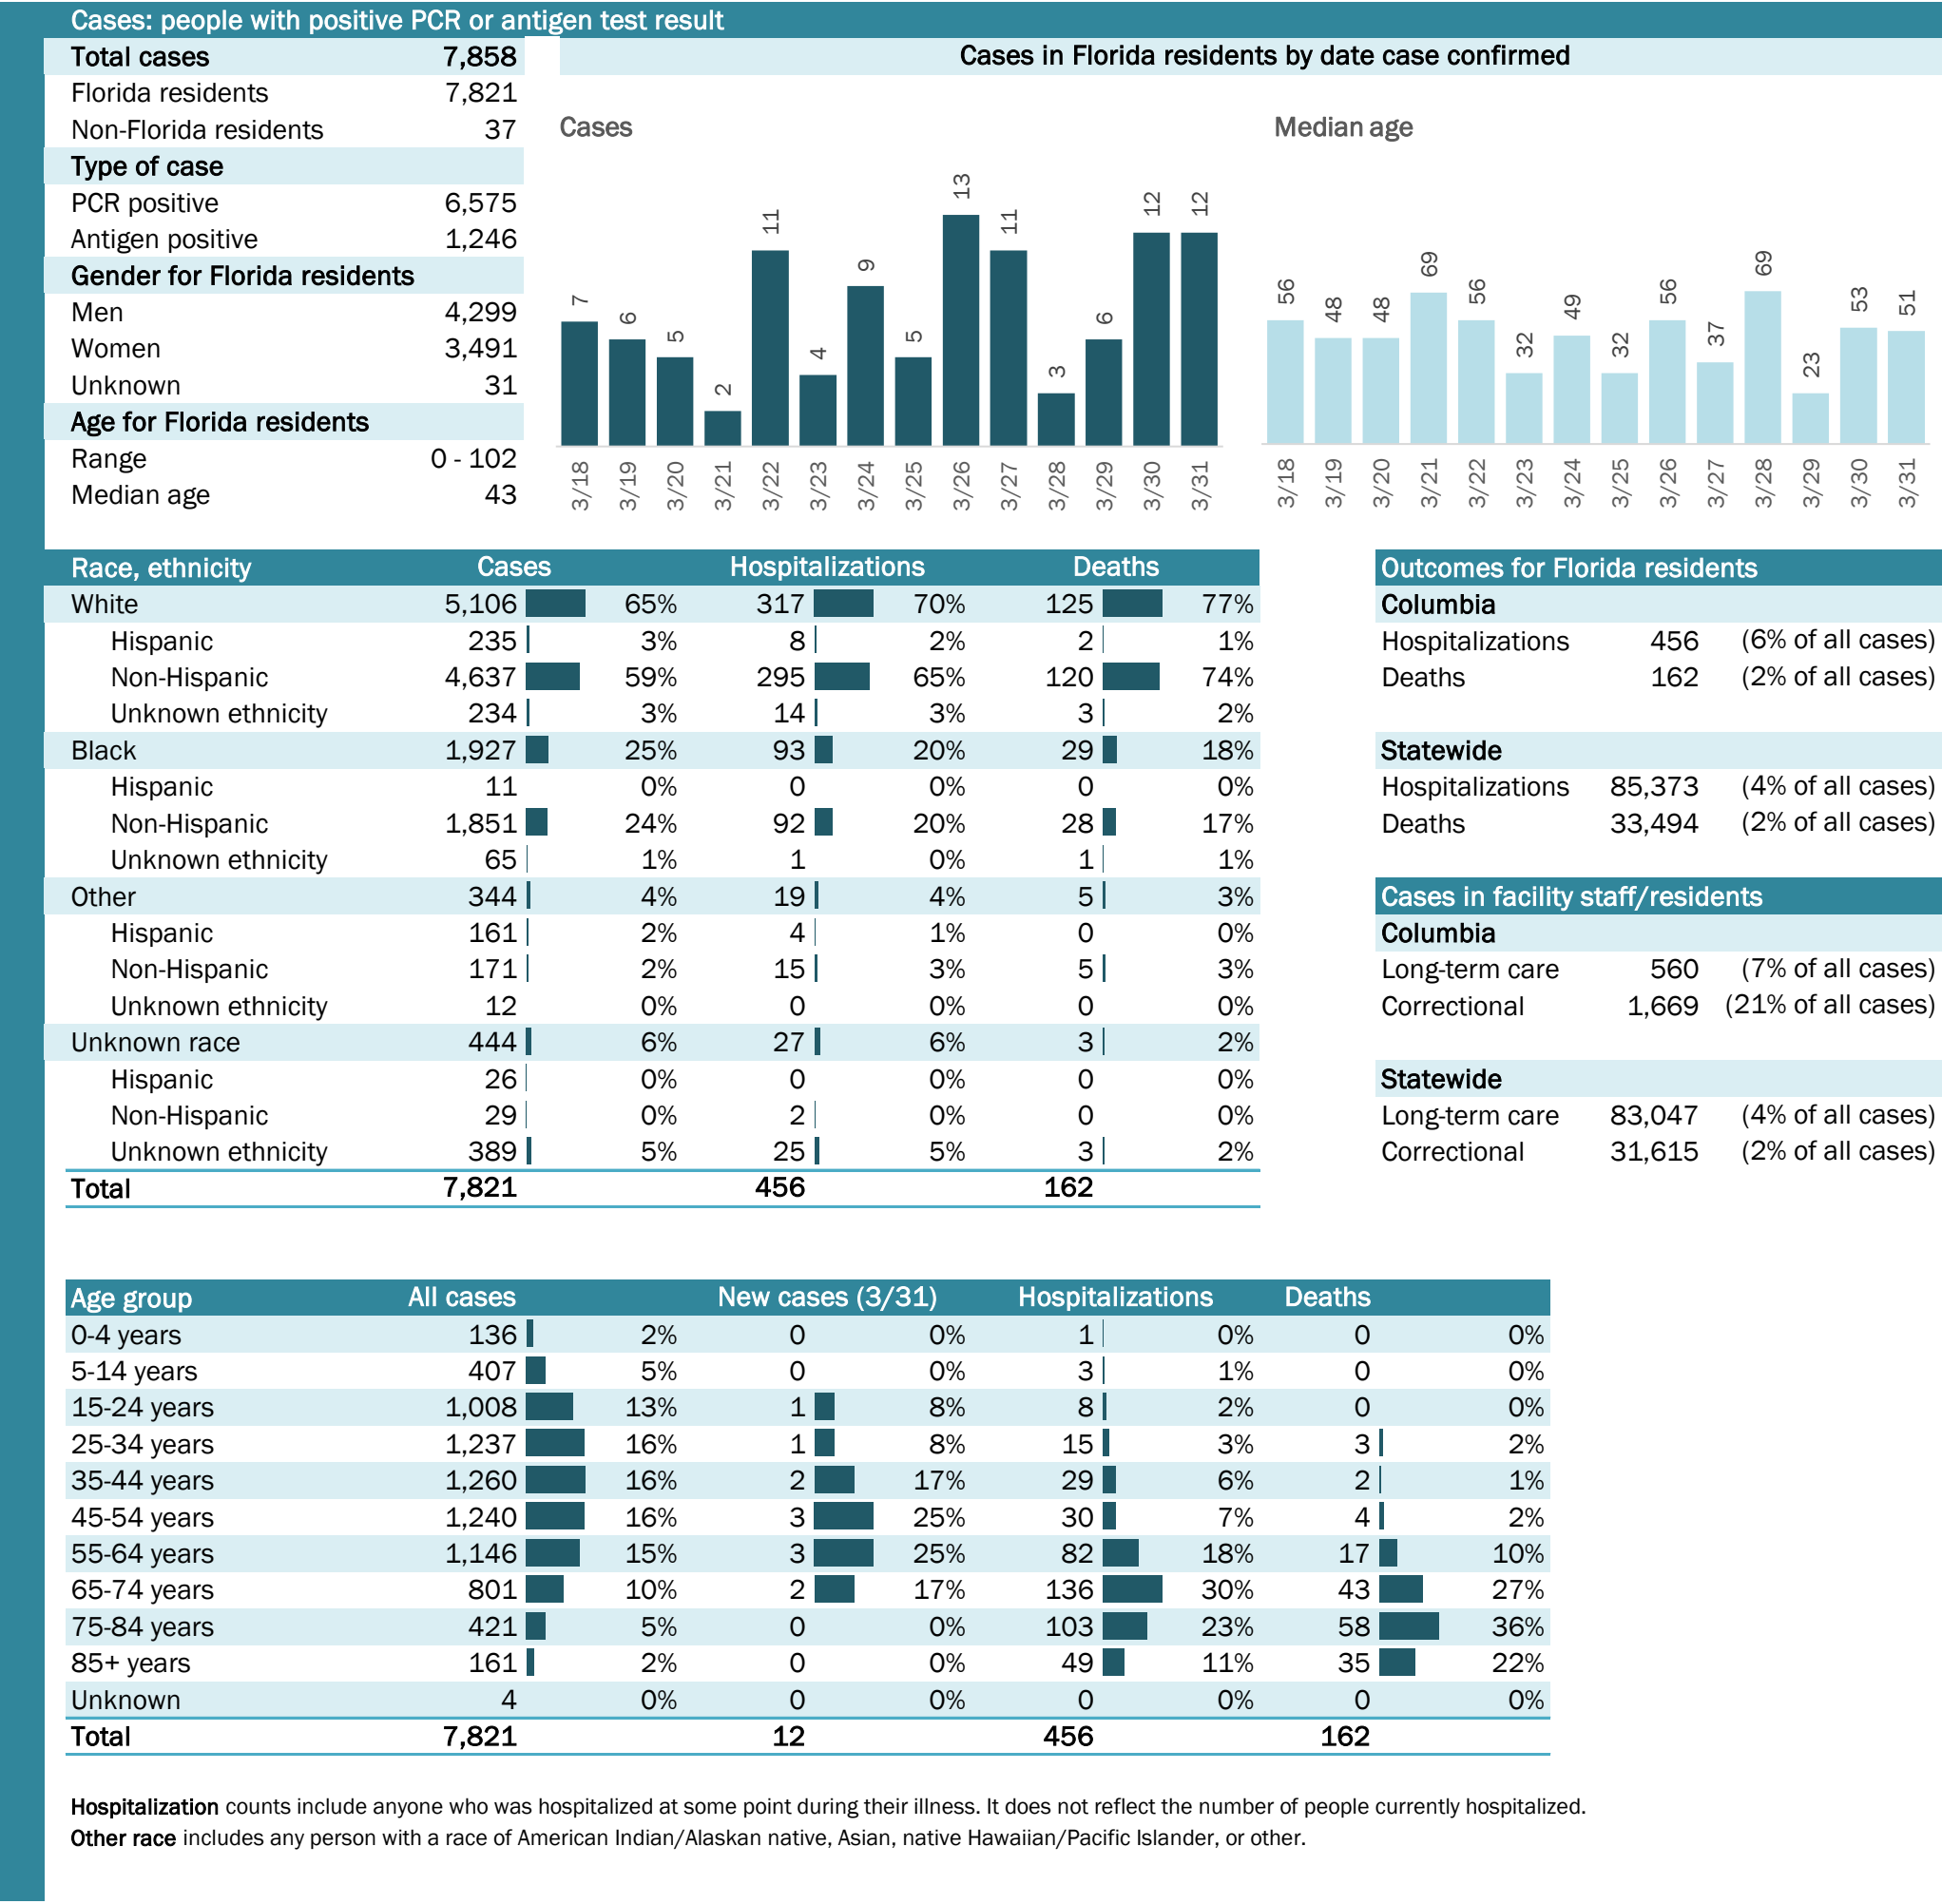 Cases: people with positive PCR or antigen test result
Total cases 7,858
Florida residents 7,821
Non-Florida residents 37
Type of case
PCR positive 6,575
Antigen positive 1,246
Gender for Florida residents
Men 4,299
Women 3,491
Unknown 31
Age for Florida residents
Range 0 - 102
Median age 43
Cases in Florida residents by date case confirmed
Cases
7 6 5 2 11 4 9 5 13 11 3 6 12 12
3/18 3/19 3/20 3/21 3/22 3/23 3/24 3/25 3/26 3/27 3/28 3/29 3/30 3/31
Median age
56 48 48 69 56 32 49 32 56 37 69 23 53 51
3/18 3/19 3/20 3/21 3/22 3/23 3/24 3/25 3/26 3/27 3/28 3/29 3/30 3/31
Race, ethnicity Cases Hospitalizations Deaths
White 5,106 65% 317 70% 125 77%
Hispanic 235 3% 8 2% 2 1%
Non-Hispanic 4,637 59% 295 65% 120 74%
Unknown ethnicity 234 3% 14 3% 3 2%
Black 1,927 25% 93 20% 29 18%
Hispanic 11 0% 0 0% 0 0%
Non-Hispanic 1,851 24% 92 20% 28 17%
Unknown ethnicity 65 1% 1 0% 1 1%
Other 344 4% 19 4% 5 3%
Hispanic 161 2% 4 1% 0 0%
Non-Hispanic 171 2% 15 3% 5 3%
Unknown ethnicity 12 0% 0 0% 0 0%
Unknown race 444 6% 27 6% 3 2%
Hispanic 26 0% 0 0% 0 0%
Non-Hispanic 29 0% 2 0% 0 0%
Unknown ethnicity 389 5% 25 5% 3 2%
Total 7,821 456 162
Outcomes for Florida residents
Columbia
Hospitalizations 456 (6% of all cases)
Deaths 162 (2% of all cases)
Statewide
Hospitalizations 85,373 (4% of all cases)
Deaths 33,494 (2% of all cases)
Cases in facility staff/residents
Columbia
Long-term care 560 (7% of all cases)
Correctional 1,669 (21% of all cases)
Statewide
Long-term care 83,047 (4% of all cases)
Correctional 31,615 (2% of all cases)
Age group All cases New cases (3/31) Hospitalizations Deaths
0-4 years 136 2% 0 0% 1 0% 0 0%
5-14 years 407 5% 0 0% 3 1% 0 0%
15-24 years 1,008 13% 1 8% 8 2% 0 0%
25-34 years 1,237 16% 1 8% 15 3% 3 2%
35-44 years 1,260 16% 2 17% 29 6% 2 1%
45-54 years 1,240 16% 3 25% 30 7% 4 2%
55-64 years 1,146 15% 3 25% 82 18% 17 10%
65-74 years 801 10% 2 17% 136 30% 43 27%
75-84 years 421 5% 0 0% 103 23% 58 36%
85+ years 161 2% 0 0% 49 11% 35 22%
Unknown 4 0% 0 0% 0 0% 0 0%
Total 7,821 12 456 162
Hospitalization counts include anyone who was hospitalized at some point during their illness. It does not reflect the number of people currently hospitalized.
Other race includes any person with a race of American Indian/Alaskan native, Asian, native Hawaiian/Pacific Islander, or other.